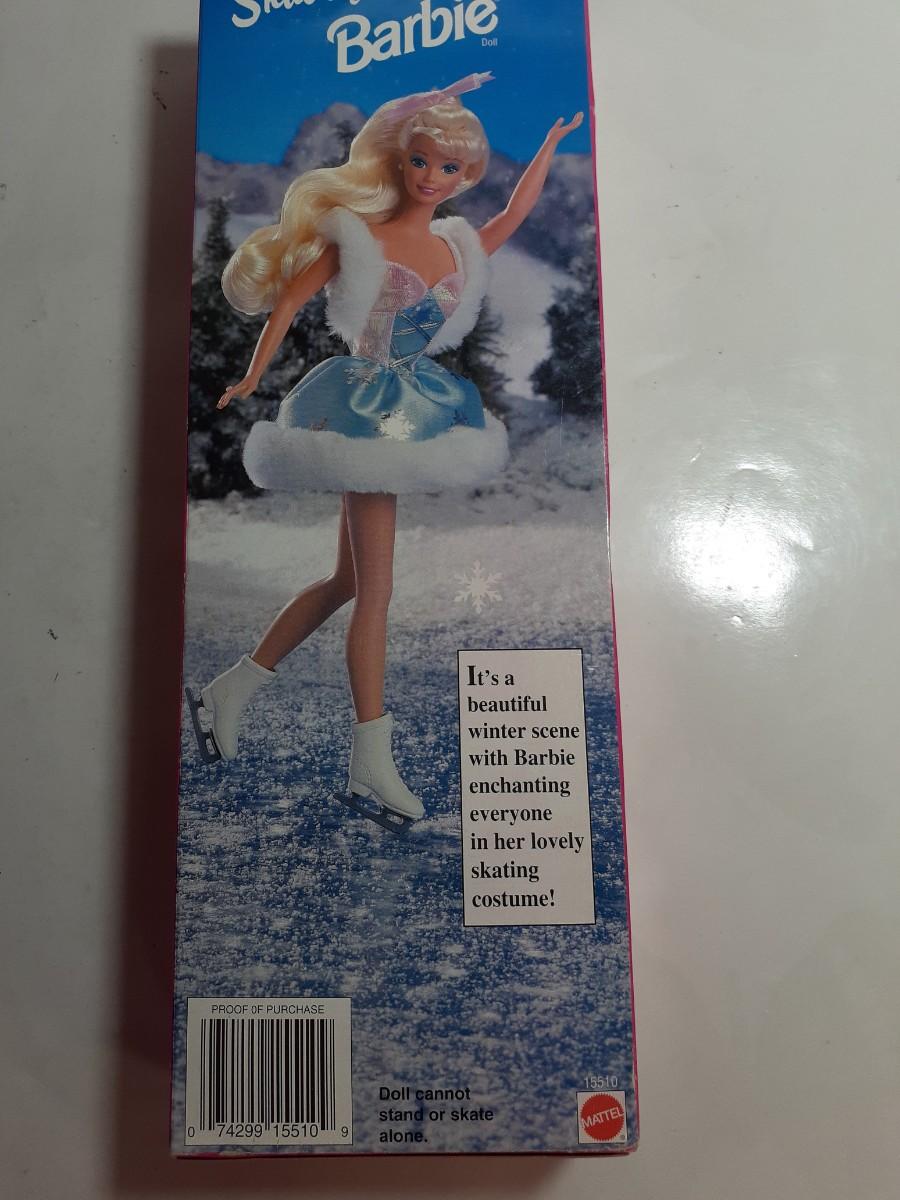 Barbie
Doll
It's a
beautiful
winter scene
with Barbie
enchanting
everyone
in her lovely
skating
costume!
PROOF OF PURCHASE
0 74299 15510 9
Doll cannot
stand or skate
alone.
15510
MATTEL
®